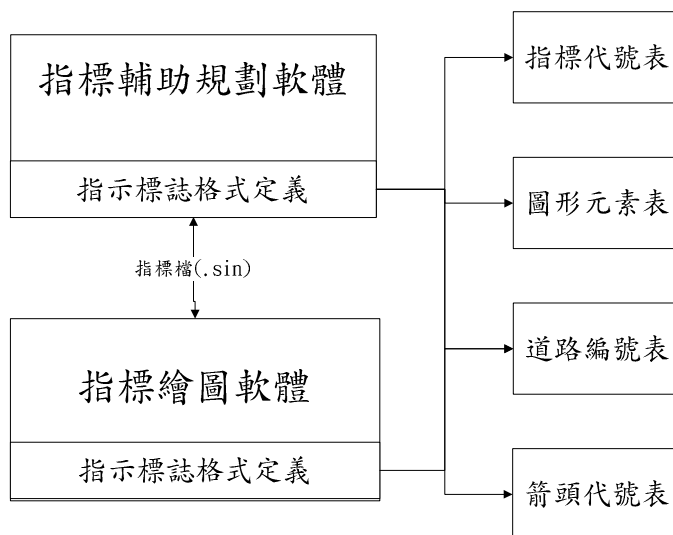 指標輔助規劃軟體
指示標誌格式定義
指標檔(.sin)
指標繪圖軟體
指示標誌格式定義
指標代號表
圖形元素表
道路編號表
箭頭代號表